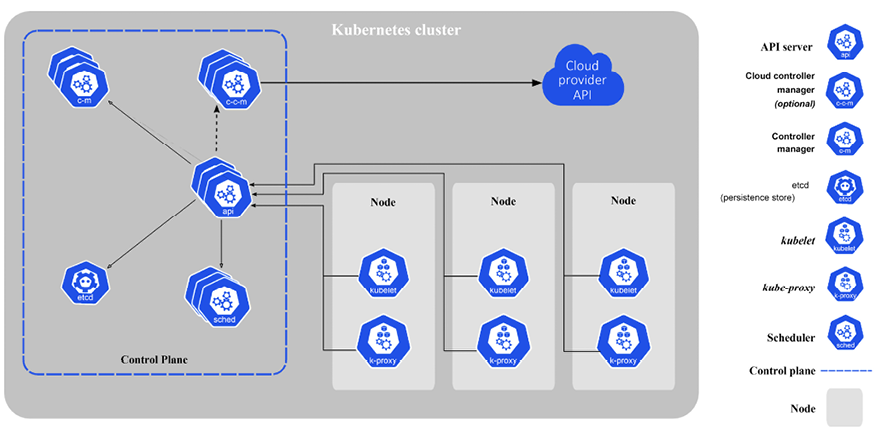 Kubernetes cluster
c-m
c-c-m
Cloud
provider
API
api
Node
Node
Node
etcd
sched
kubelet
kubelet
kubelet
k-proxy
k-proxy
k-proxy
Control Plane
API server
api
Cloud controller
manager
(optional)
c-c-m
Controller
manager
c-m
etcd
(persistence store)
etcd
kubelet
kubelet
kube-proxy
k-proxy
Scheduler
sched
Control plane
Node